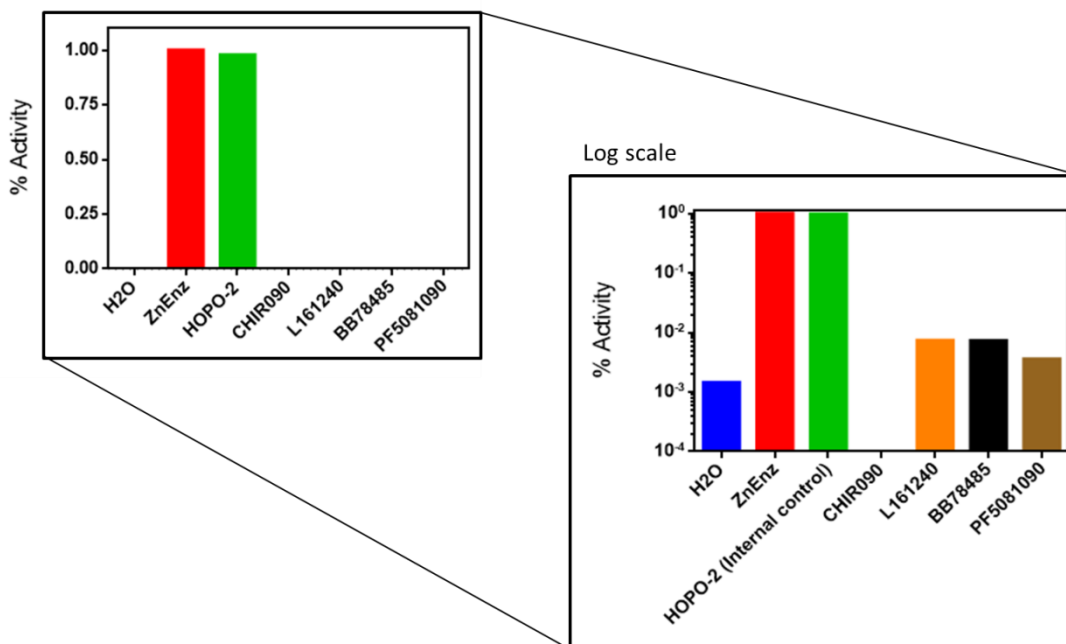 % Activity
1.00
0.75
0.50
0.25
0.00
H2O
ZnEnz
HOPO-2
CHIR090
L161240
BB78485
PF5081090
Log scale
% Activity
10⁰
10⁻¹
10⁻²
10⁻³
10⁻⁴
H2O
ZnEnz
HOPO-2 (Internal control)
CHIR090
L161240
BB78485
PF5081090